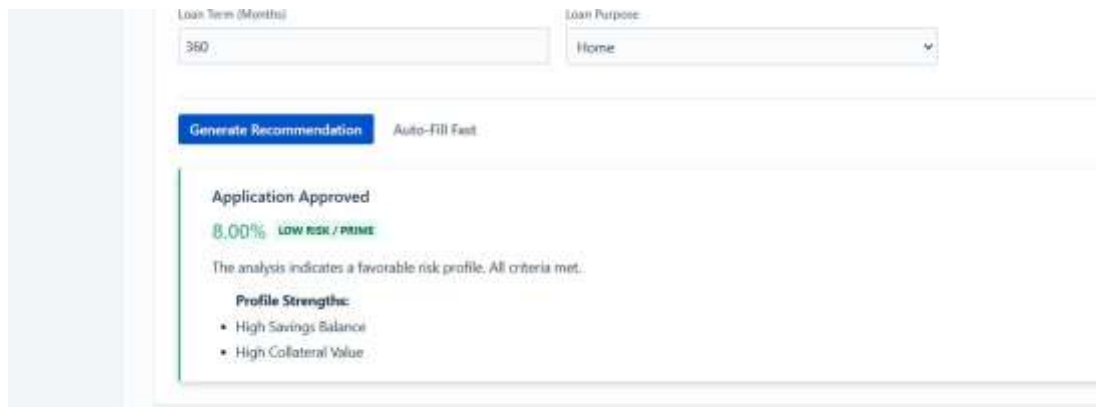 Loan Term (Months)
Loan Purpose
360
Home
Generate Recommendation
Auto-Fill Fast
Application Approved
8.00% LOW RISK / PRIME
The analysis indicates a favorable risk profile. All criteria met.
Profile Strengths:
• High Savings Balance
• High Collateral Value